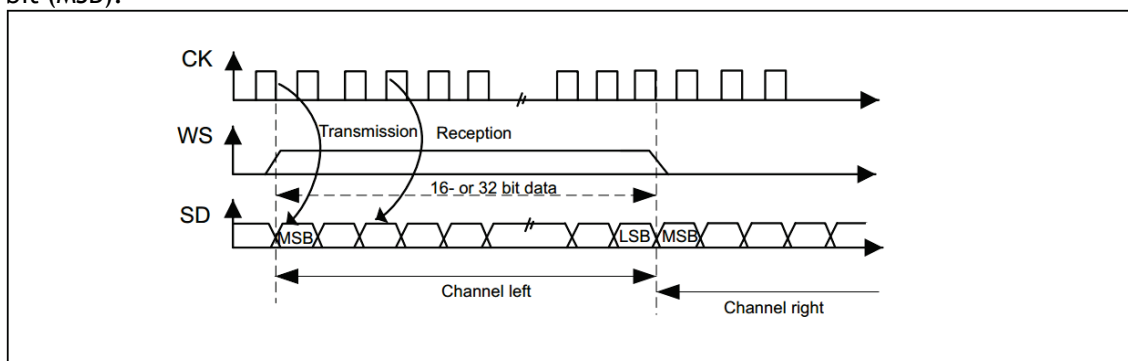 bit (MSB).
CK
Transmission Reception
WS
16- or 32 bit data
SD
MSB LSB MSB
Channel left
Channel right